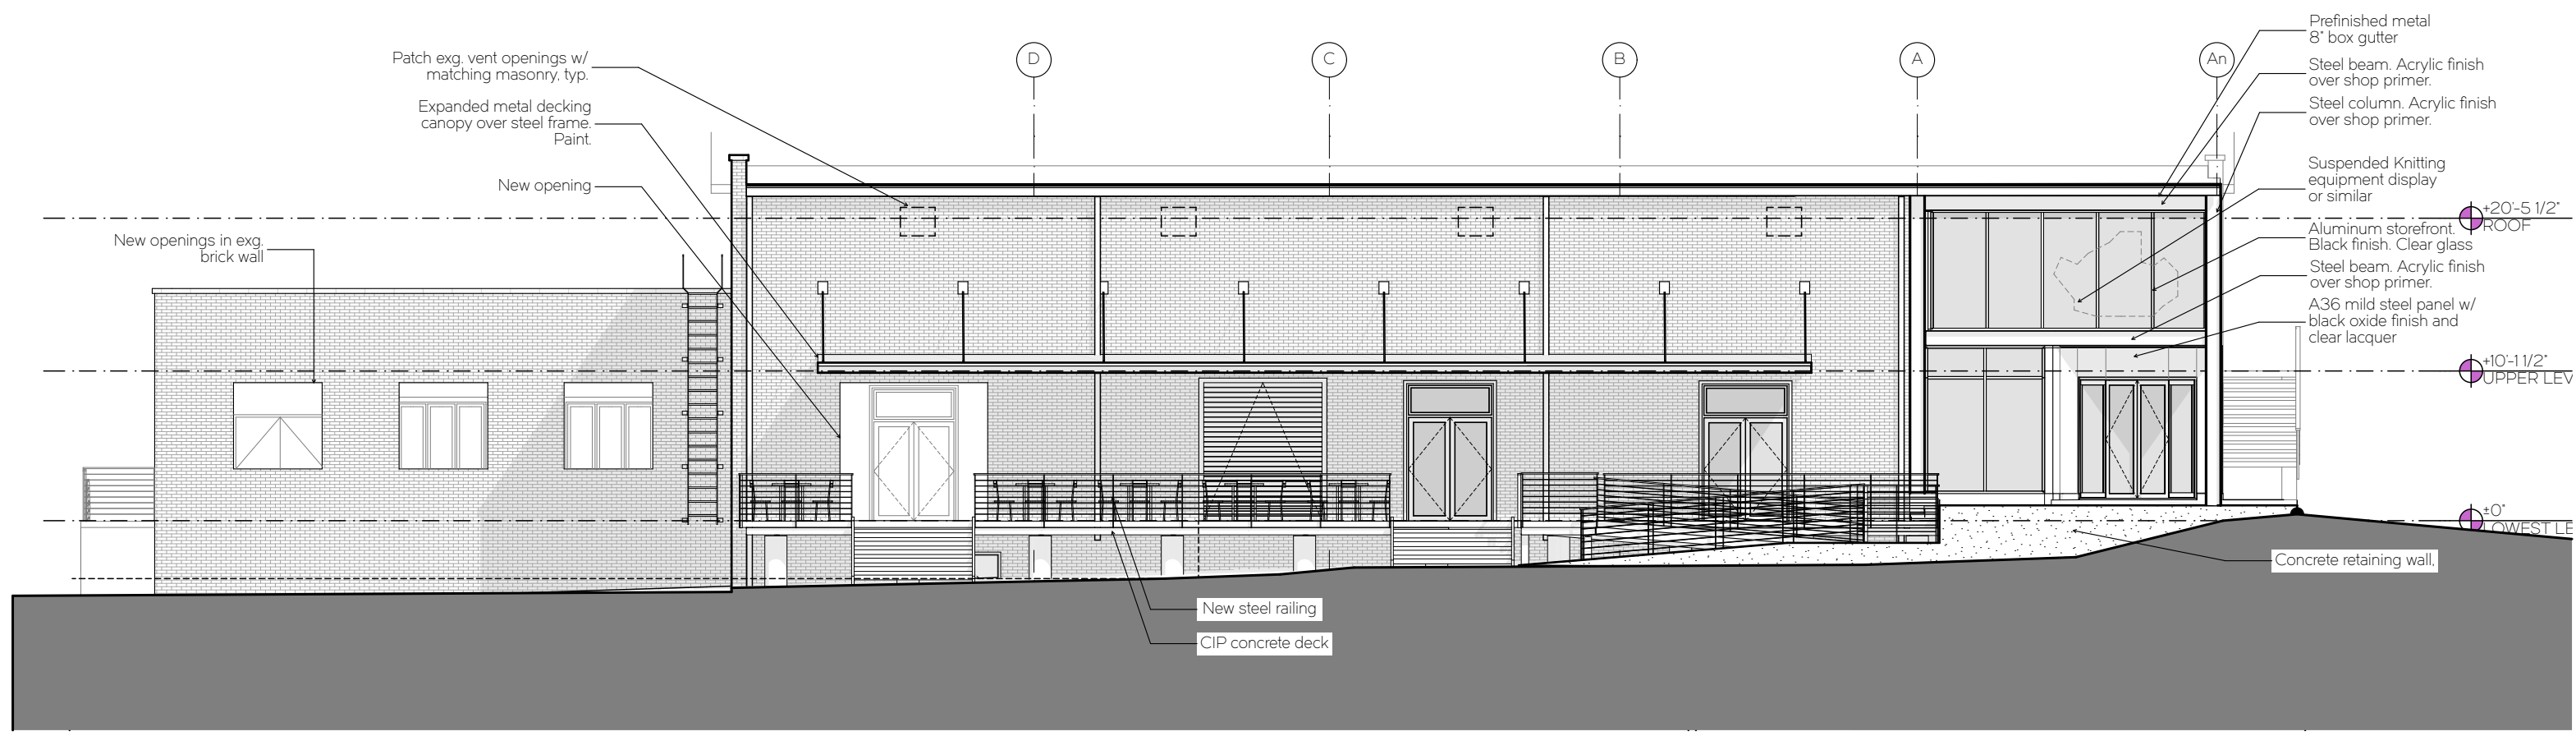 Patch exg. vent openings w/
matching masonry, typ.
Expanded metal decking
canopy over steel frame.
Paint.
New opening
New openings in exg.
brick wall
D
C
B
A
An
Prefinished metal
8" box gutter
Steel beam. Acrylic finish
over shop primer.
Steel column. Acrylic finish
over shop primer.
Suspended Knitting
equipment display
or similar
+20'-5 1/2"
ROOF
Aluminum storefront.
Black finish. Clear glass
Steel beam. Acrylic finish
over shop primer.
A36 mild steel panel w/
black oxide finish and
clear lacquer
+10'-1 1/2"
UPPER LEV
±0"
LOWEST LE
Concrete retaining wall,
New steel railing
CIP concrete deck